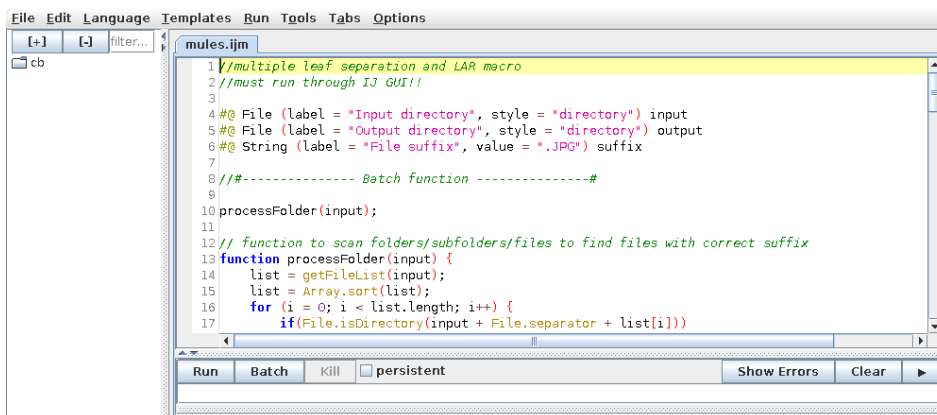 File Edit Language Templates Run Tools Tabs Options
[+] [-] filter...
cb
mules.ijm
1 //multiple leaf separation and LAR macro
2 //must run through IJ GUI!!
3
4 #@ File (label = "Input directory", style = "directory") input
5 #@ File (label = "Output directory", style = "directory") output
6 #@ String (label = "File suffix", value = ".JPG") suffix
7
8 //#--------------- Batch function ---------------#
9
10 processFolder(input);
11
12 // function to scan folders/subfolders/files to find files with correct suffix
13 function processFolder(input) {
14 list = getFileList(input);
15 list = Array.sort(list);
16 for (i = 0; i < list.length; i++) {
17 if(File.isDirectory(input + File.separator + list[i]))
Run Batch Kill persistent Show Errors Clear